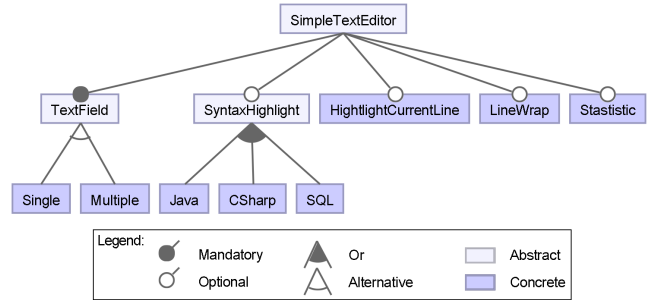 SimpleTextEditor
TextField SyntaxHighlight HightlightCurrentLine LineWrap Stastistic
Single Multiple Java CSharp SQL
Legend:
Mandatory Or Abstract
Optional Alternative Concrete